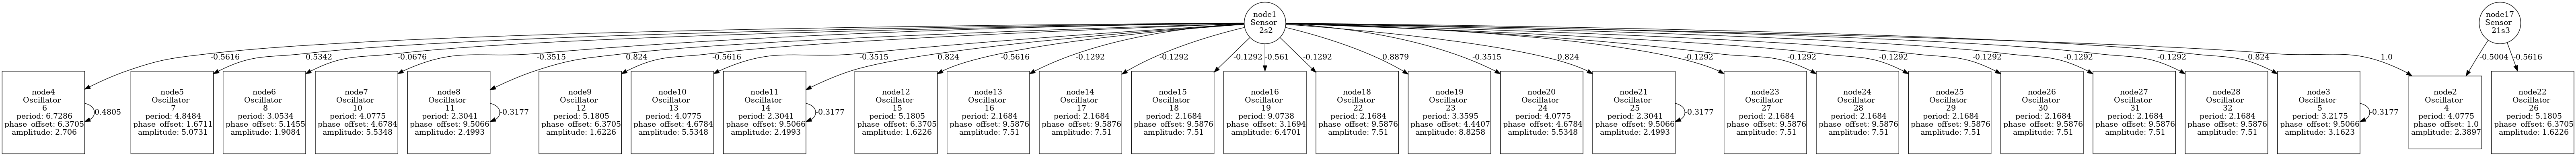 node1
Sensor
2s2
node17
Sensor
21s3
-0.5616
0.5342
-0.0676
-0.3515
0.824
-0.5616
-0.3515
0.824
-0.5616
-0.1292
-0.1292
-0.1292
-0.561
-0.1292
0.8879
-0.3515
0.824
-0.1292
-0.1292
-0.1292
-0.1292
-0.1292
-0.1292
0.824
1.0
-0.5004
-0.5616
node4
Oscillator
6
period: 6.7286
phase_offset: 6.3705
amplitude: 2.706
0.4805
node5
Oscillator
7
period: 4.8484
phase_offset: 1.6711
amplitude: 5.0731
node6
Oscillator
8
period: 3.0534
phase_offset: 5.1455
amplitude: 1.9084
node7
Oscillator
10
period: 4.0775
phase_offset: 4.6784
amplitude: 5.5348
node8
Oscillator
11
period: 2.3041
phase_offset: 9.5066
amplitude: 2.4993
-0.3177
node9
Oscillator
12
period: 5.1805
phase_offset: 6.3705
amplitude: 1.6226
node10
Oscillator
13
period: 4.0775
phase_offset: 4.6784
amplitude: 5.5348
node11
Oscillator
14
period: 2.3041
phase_offset: 9.5066
amplitude: 2.4993
-0.3177
node12
Oscillator
15
period: 5.1805
phase_offset: 6.3705
amplitude: 1.6226
node13
Oscillator
16
period: 2.1684
phase_offset: 9.5876
amplitude: 7.51
node14
Oscillator
17
period: 2.1684
phase_offset: 9.5876
amplitude: 7.51
node15
Oscillator
18
period: 2.1684
phase_offset: 9.5876
amplitude: 7.51
node16
Oscillator
19
period: 9.0738
phase_offset: 3.1694
amplitude: 6.4701
node18
Oscillator
22
period: 2.1684
phase_offset: 9.5876
amplitude: 7.51
node19
Oscillator
23
period: 3.3595
phase_offset: 4.4407
amplitude: 8.8258
node20
Oscillator
24
period: 4.0775
phase_offset: 4.6784
amplitude: 5.5348
node21
Oscillator
25
period: 2.3041
phase_offset: 9.5066
amplitude: 2.4993
-0.3177
node23
Oscillator
27
period: 2.1684
phase_offset: 9.5876
amplitude: 7.51
node24
Oscillator
28
period: 2.1684
phase_offset: 9.5876
amplitude: 7.51
node25
Oscillator
29
period: 2.1684
phase_offset: 9.5876
amplitude: 7.51
node26
Oscillator
30
period: 2.1684
phase_offset: 9.5876
amplitude: 7.51
node27
Oscillator
31
period: 2.1684
phase_offset: 9.5876
amplitude: 7.51
node28
Oscillator
32
period: 2.1684
phase_offset: 9.5876
amplitude: 7.51
node3
Oscillator
5
period: 3.2175
phase_offset: 9.5066
amplitude: 3.1623
-0.3177
node2
Oscillator
4
period: 4.0775
phase_offset: 1.0
amplitude: 2.3897
node22
Oscillator
26
period: 5.1805
phase_offset: 6.3705
amplitude: 1.6226